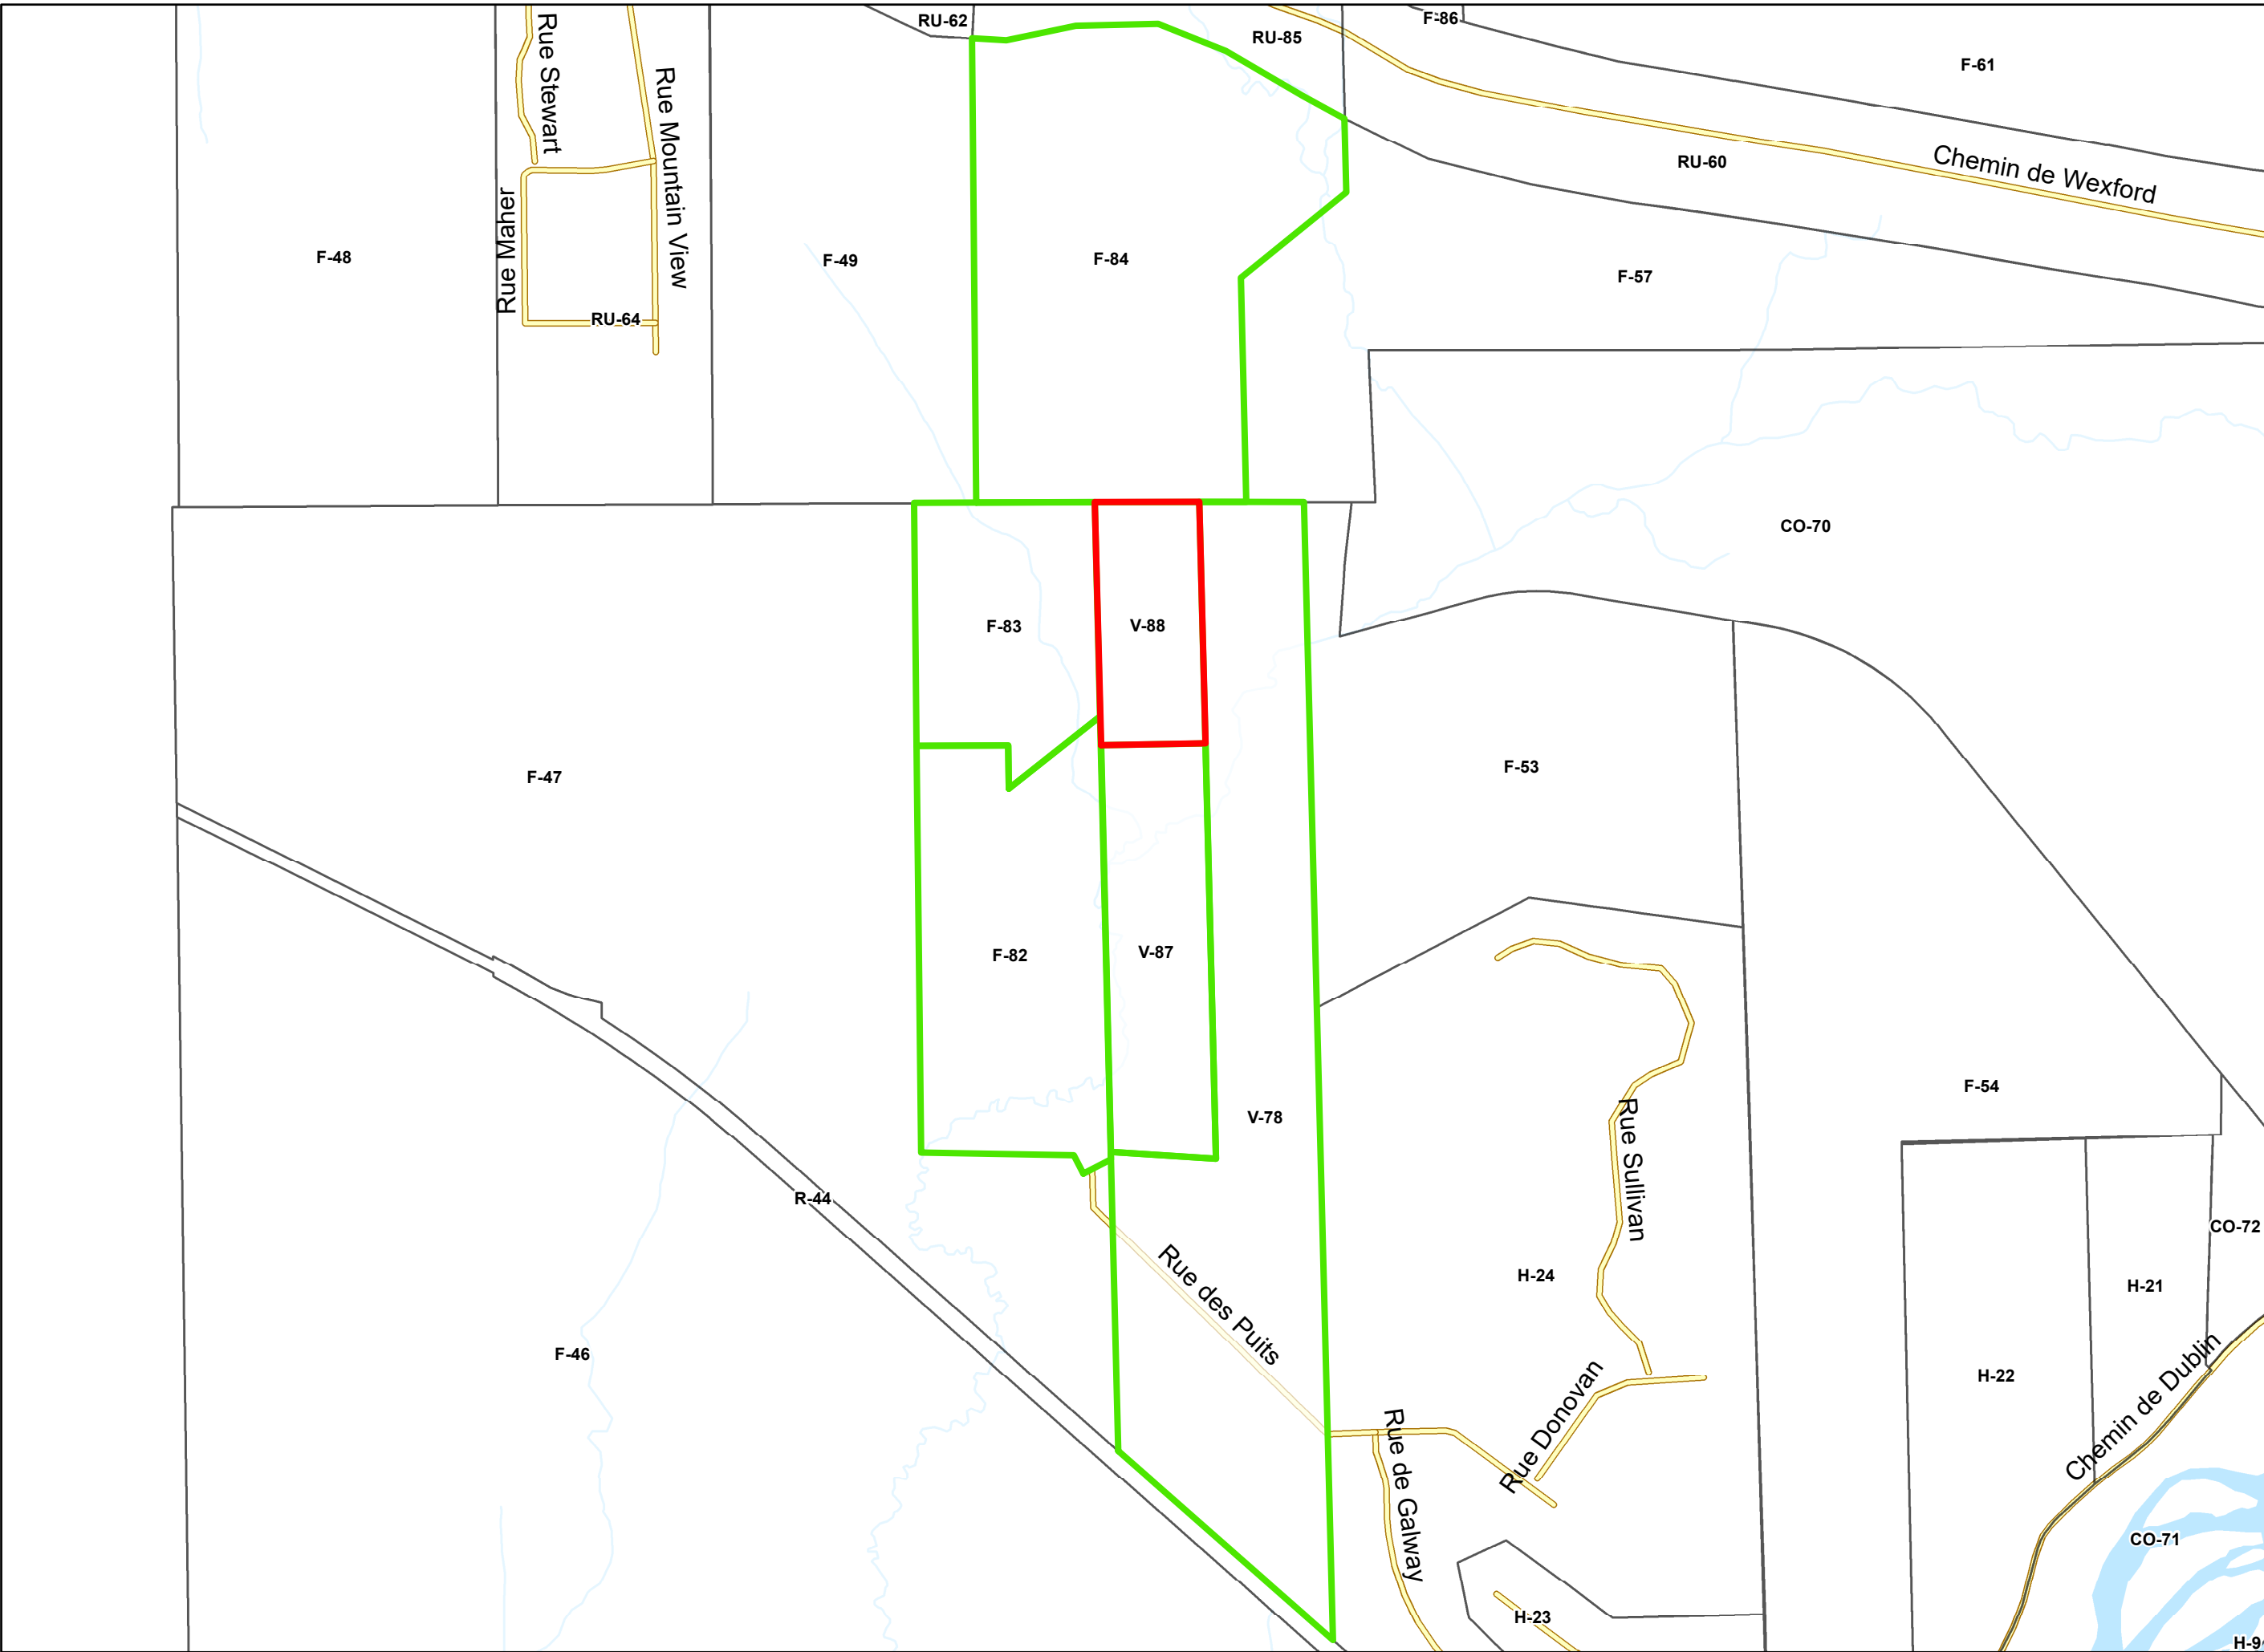 RU-62
F-86
RU-85
F-61
Rue Stewart
Rue Mountain View
RU-60
Chemin de Wexford
Rue Maher
F-48
F-49
F-84
F-57
RU-64
CO-70
F-83
V-88
F-47
F-53
F-82
V-87
F-54
V-78
Rue Sullivan
R-44
CO-72
H-24
H-21
Rue des Puits
F-46
H-22
Chemin de Dublin
Rue Donovan
Rue de Galway
CO-71
H-23
H-9